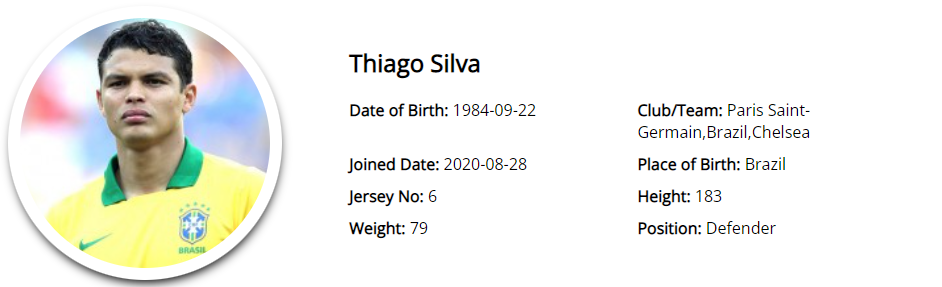 Thiago Silva
Date of Birth: 1984-09-22
Club/Team: Paris Saint-
Germain,Brazil,Chelsea
Joined Date: 2020-08-28
Place of Birth: Brazil
Jersey No: 6
Height: 183
Weight: 79
Position: Defender
BRASIL